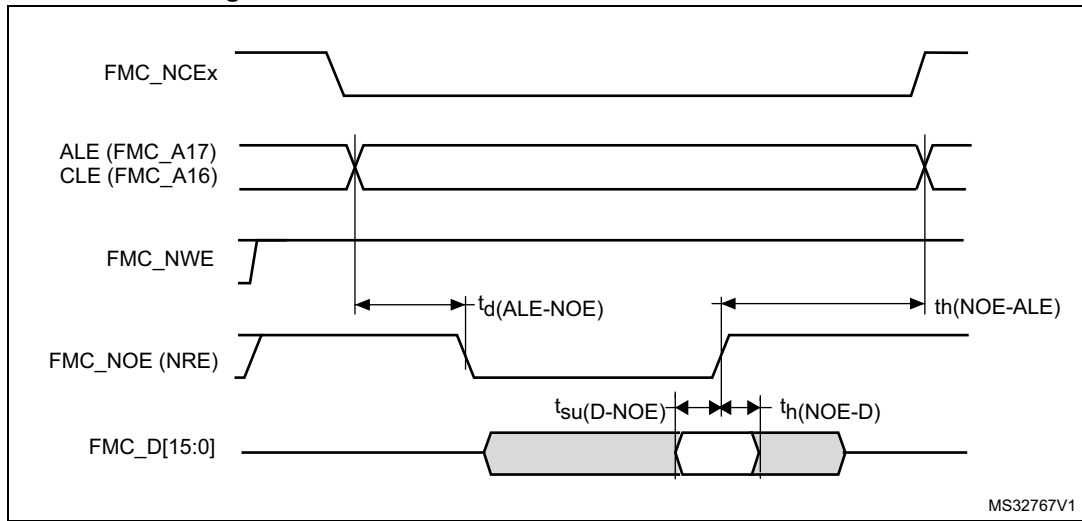 FMC_NCEx
ALE (FMC_A17)
CLE (FMC_A16)
FMC_NWE
td(ALE-NOE)
th(NOE-ALE)
FMC_NOE (NRE)
tsu(D-NOE)
th(NOE-D)
FMC_D[15:0]
MS32767V1